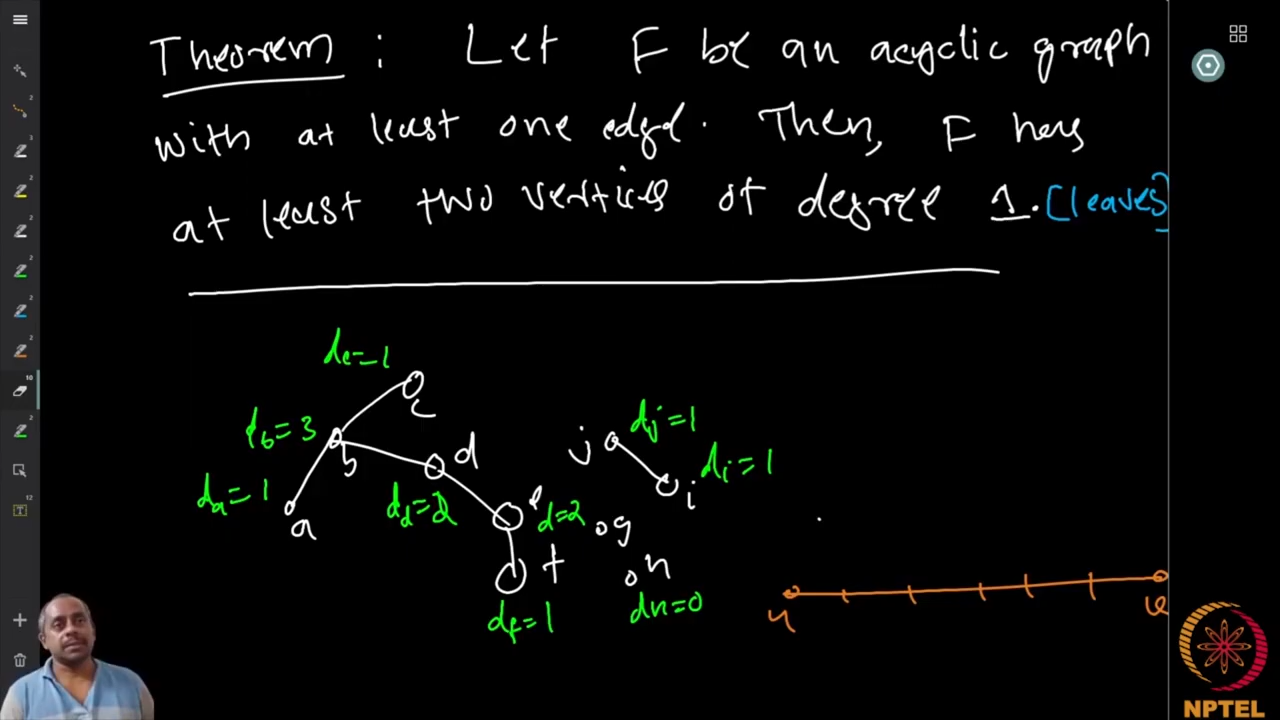 Theorem : Let F be an acyclic graph
with at least one edge. Then, F has
at least two vertices of degree 1. [leaves]
dc=1
c
db=3
b
d
j
dj=1
di=1
i
da=1
a
dd=2
e
d=2
g
f
h
df=1
dh=0
u
v
NPTEL